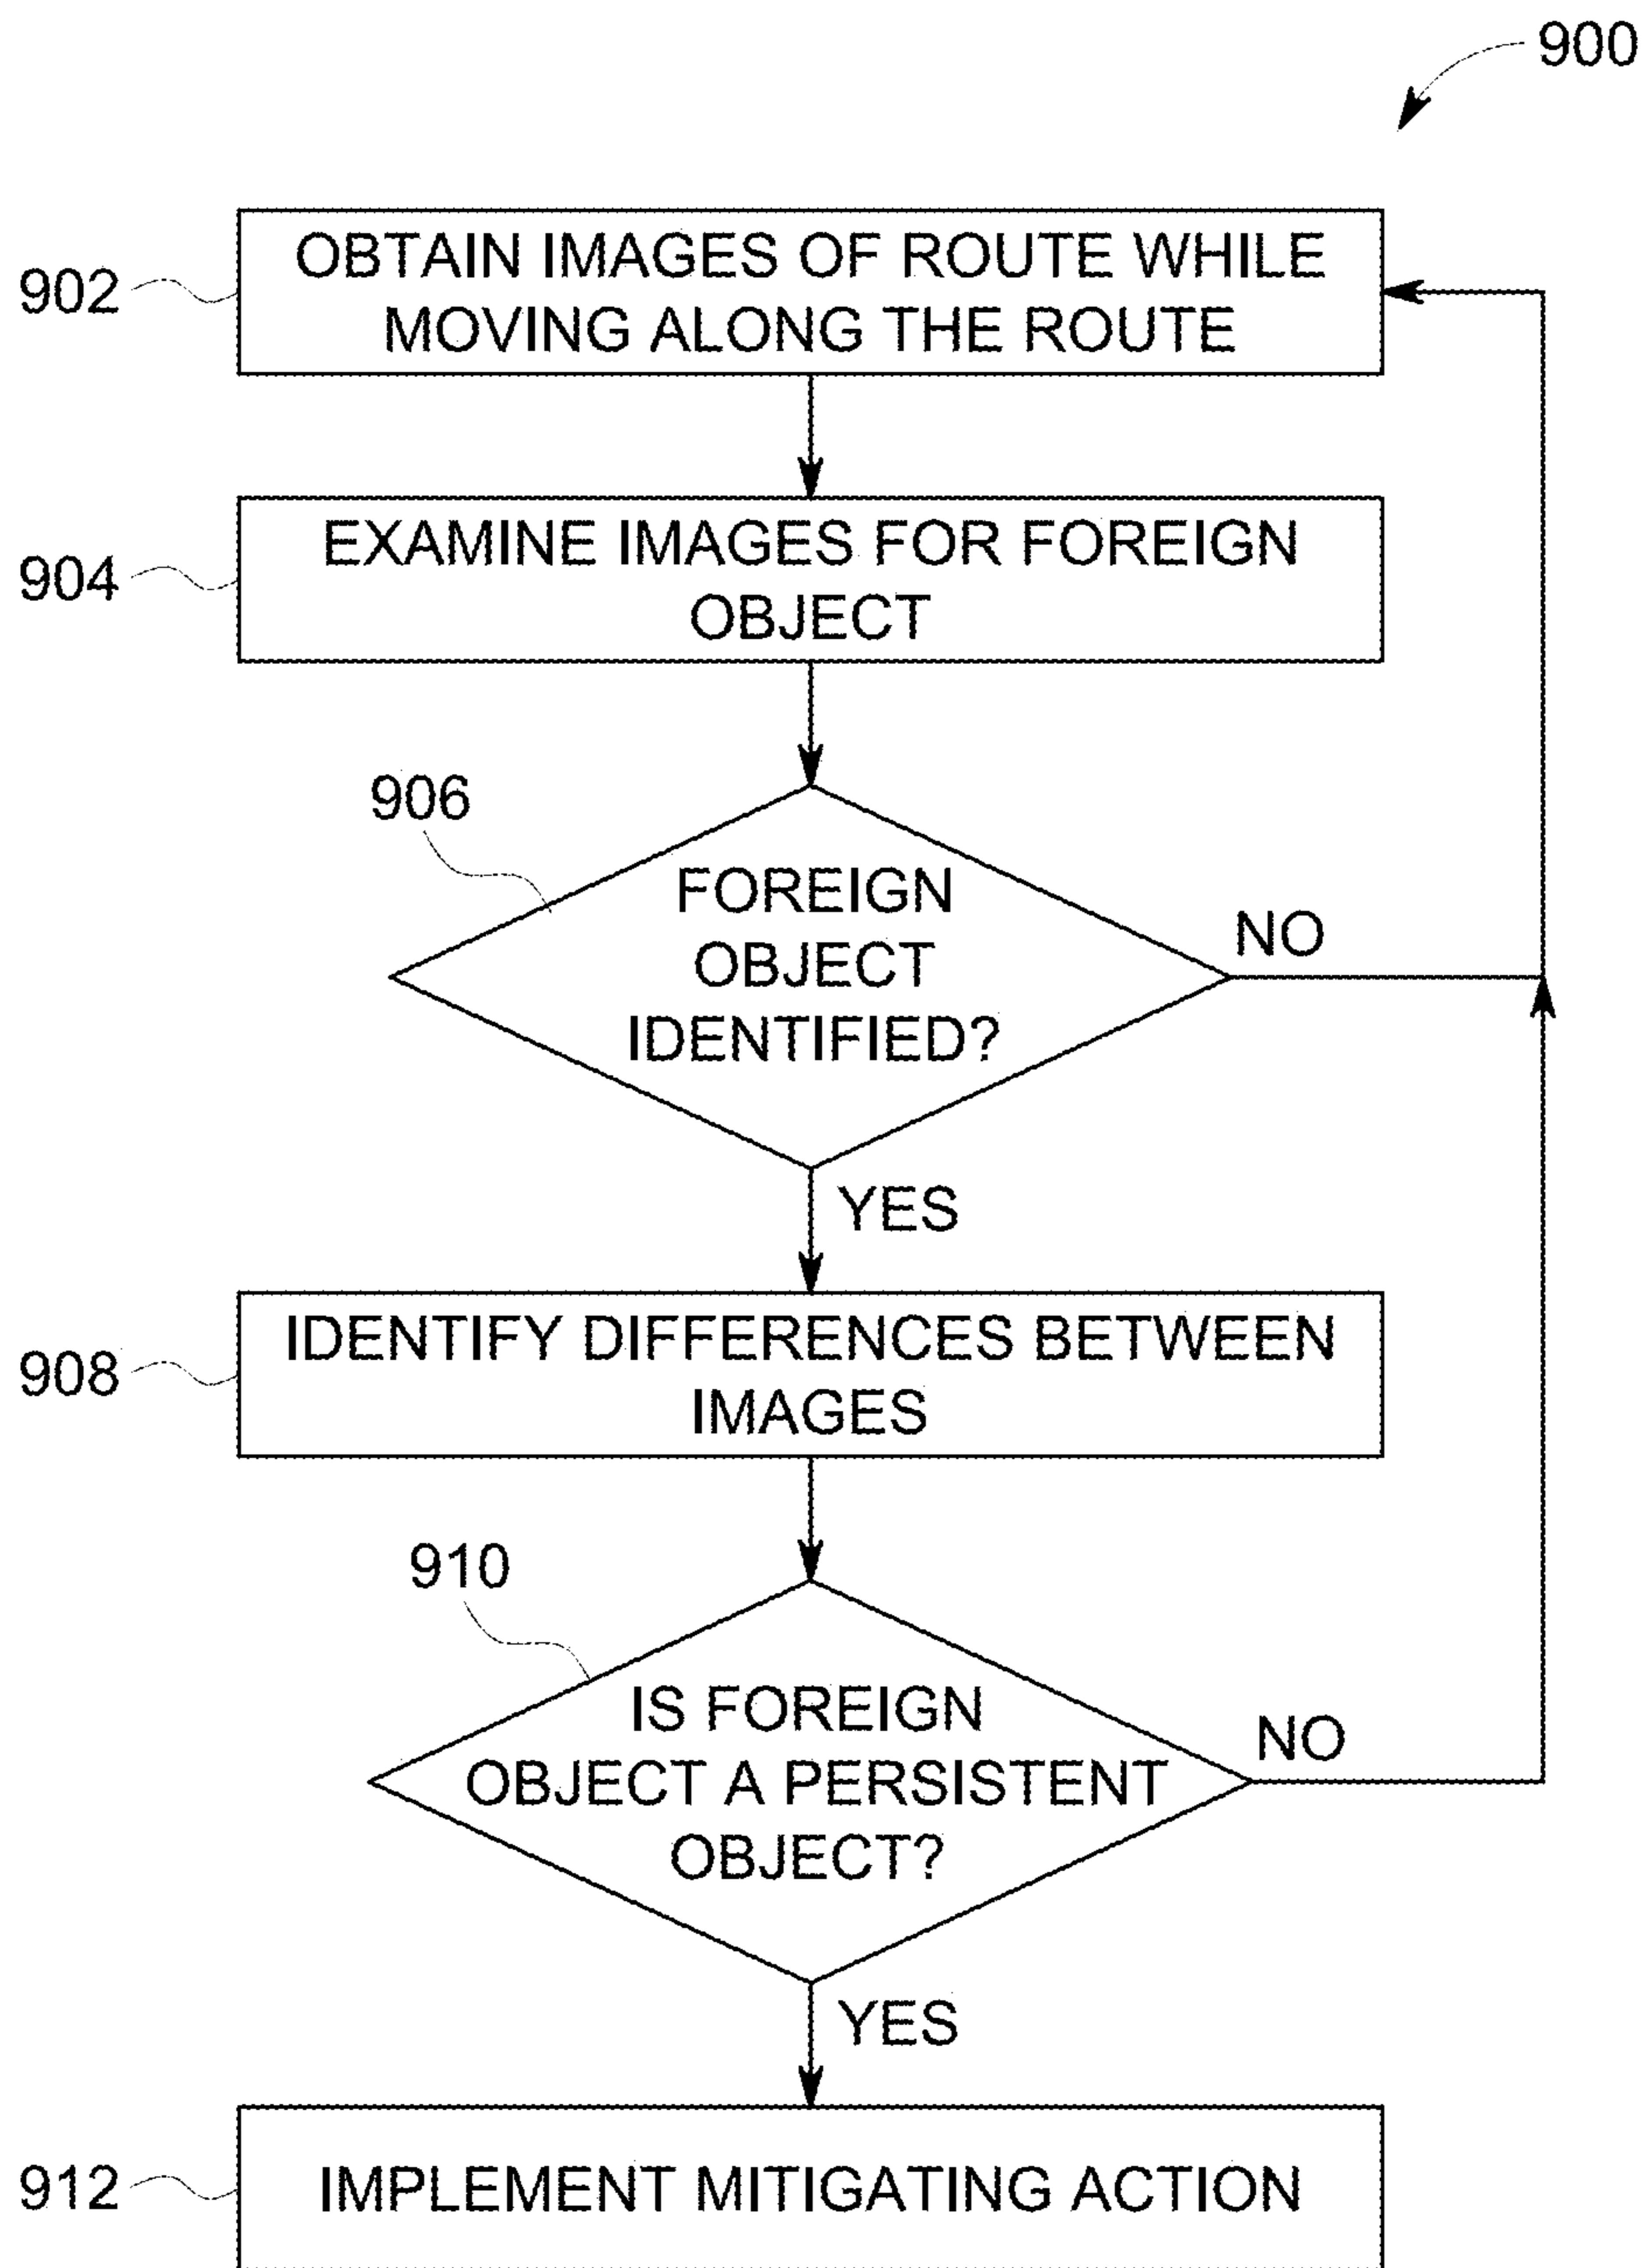 900
902
OBTAIN IMAGES OF ROUTE WHILE
MOVING ALONG THE ROUTE
904
EXAMINE IMAGES FOR FOREIGN
OBJECT
906
FOREIGN
OBJECT
IDENTIFIED?
NO
YES
908
IDENTIFY DIFFERENCES BETWEEN
IMAGES
910
IS FOREIGN
OBJECT A PERSISTENT
OBJECT?
NO
YES
912
IMPLEMENT MITIGATING ACTION